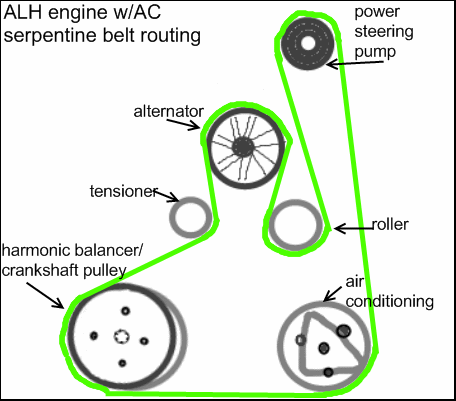 ALH engine w/AC
serpentine belt routing
power
steering
pump
alternator
tensioner
roller
harmonic balancer/
crankshaft pulley
air
conditioning